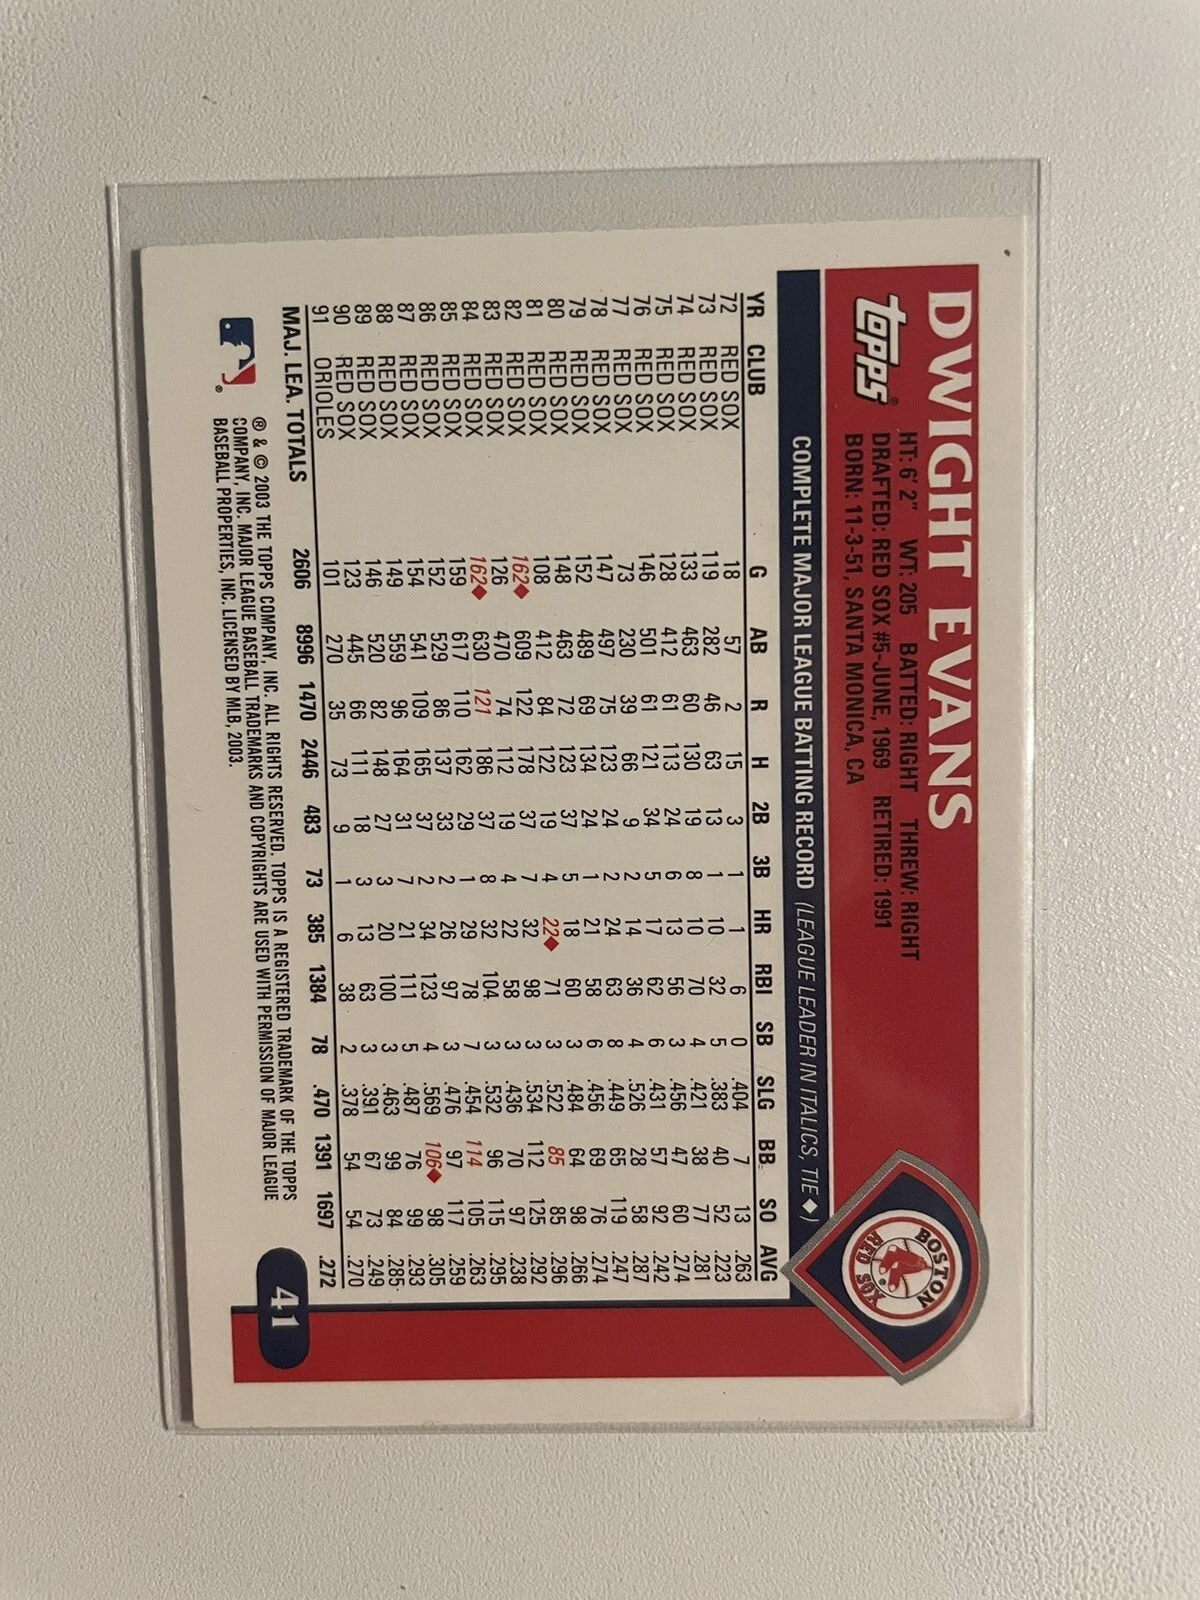 DWIGHT EVANS
topps®
HT: 6' 2" WT: 205 BATTED: RIGHT THREW: RIGHT
DRAFTED: RED SOX #5-JUNE, 1969 RETIRED: 1991
BORN: 11-3-51, SANTA MONICA, CA
BOSTON
RED SOX
COMPLETE MAJOR LEAGUE BATTING RECORD (LEAGUE LEADER IN ITALICS, TIE ◆)
YR CLUB G AB R H 2B 3B HR RBI SB SLG BB SO AVG
72 RED SOX 18 57 2 15 3 1 1 6 0 .404 7 13 .263
73 RED SOX 119 282 46 63 13 1 10 32 5 .383 40 52 .223
74 RED SOX 133 463 60 130 19 8 10 70 4 .421 38 77 .281
75 RED SOX 128 412 61 113 24 6 13 56 3 .456 47 60 .274
76 RED SOX 146 501 61 121 34 5 17 62 6 .431 57 92 .242
77 RED SOX 73 230 39 66 9 2 14 36 4 .526 28 58 .287
78 RED SOX 147 497 75 123 24 2 24 63 8 .449 65 119 .247
79 RED SOX 152 489 69 134 24 1 21 58 6 .456 69 76 .274
80 RED SOX 148 463 72 123 37 5 18 60 3 .484 64 98 .266
81 RED SOX 108 412 84 122 19 4 22◆ 71 3 .522 85 85 .296
82 RED SOX 162◆ 609 122 178 37 7 32 98 3 .534 112 125 .292
83 RED SOX 126 470 74 112 19 4 22 58 3 .436 70 97 .238
84 RED SOX 162◆ 630 121 186 37 8 32 104 3 .532 96 115 .295
85 RED SOX 159 617 110 162 29 1 29 78 7 .454 114 105 .263
86 RED SOX 152 529 86 137 33 2 26 97 3 .476 97 117 .259
87 RED SOX 154 541 109 165 37 2 34 123 4 .569 106◆ 98 .305
88 RED SOX 149 559 96 164 31 7 21 111 5 .487 76 99 .293
89 RED SOX 146 520 82 148 27 3 20 100 3 .463 99 84 .285
90 RED SOX 123 445 66 111 18 3 13 63 3 .391 67 73 .249
91 ORIOLES 101 270 35 73 9 1 6 38 2 .378 54 54 .270
MAJ. LEA. TOTALS 2606 8996 1470 2446 483 73 385 1384 78 .470 1391 1697 .272
® & © 2003 THE TOPPS COMPANY, INC. ALL RIGHTS RESERVED. TOPPS IS A REGISTERED TRADEMARK OF THE TOPPS
COMPANY, INC. MAJOR LEAGUE BASEBALL TRADEMARKS AND COPYRIGHTS ARE USED WITH PERMISSION OF MAJOR LEAGUE
BASEBALL PROPERTIES, INC. LICENSED BY MLB, 2003.
41